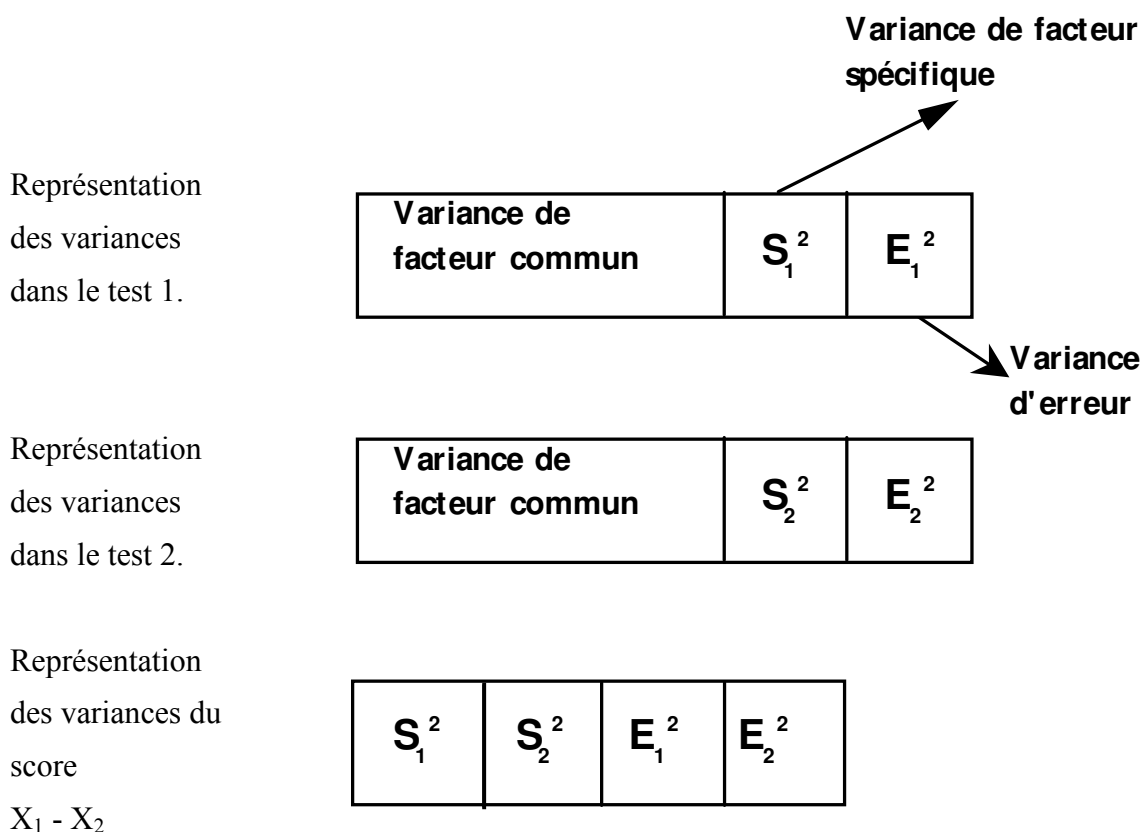 Variance de facteur
spécifique
Représentation
des variances
dans le test 1.
Variance de
facteur commun
S₁²
E₁²
Variance
d'erreur
Représentation
des variances
dans le test 2.
Variance de
facteur commun
S₂²
E₂²
Représentation
des variances du
score
X₁ - X₂
S₁²
S₂²
E₁²
E₂²